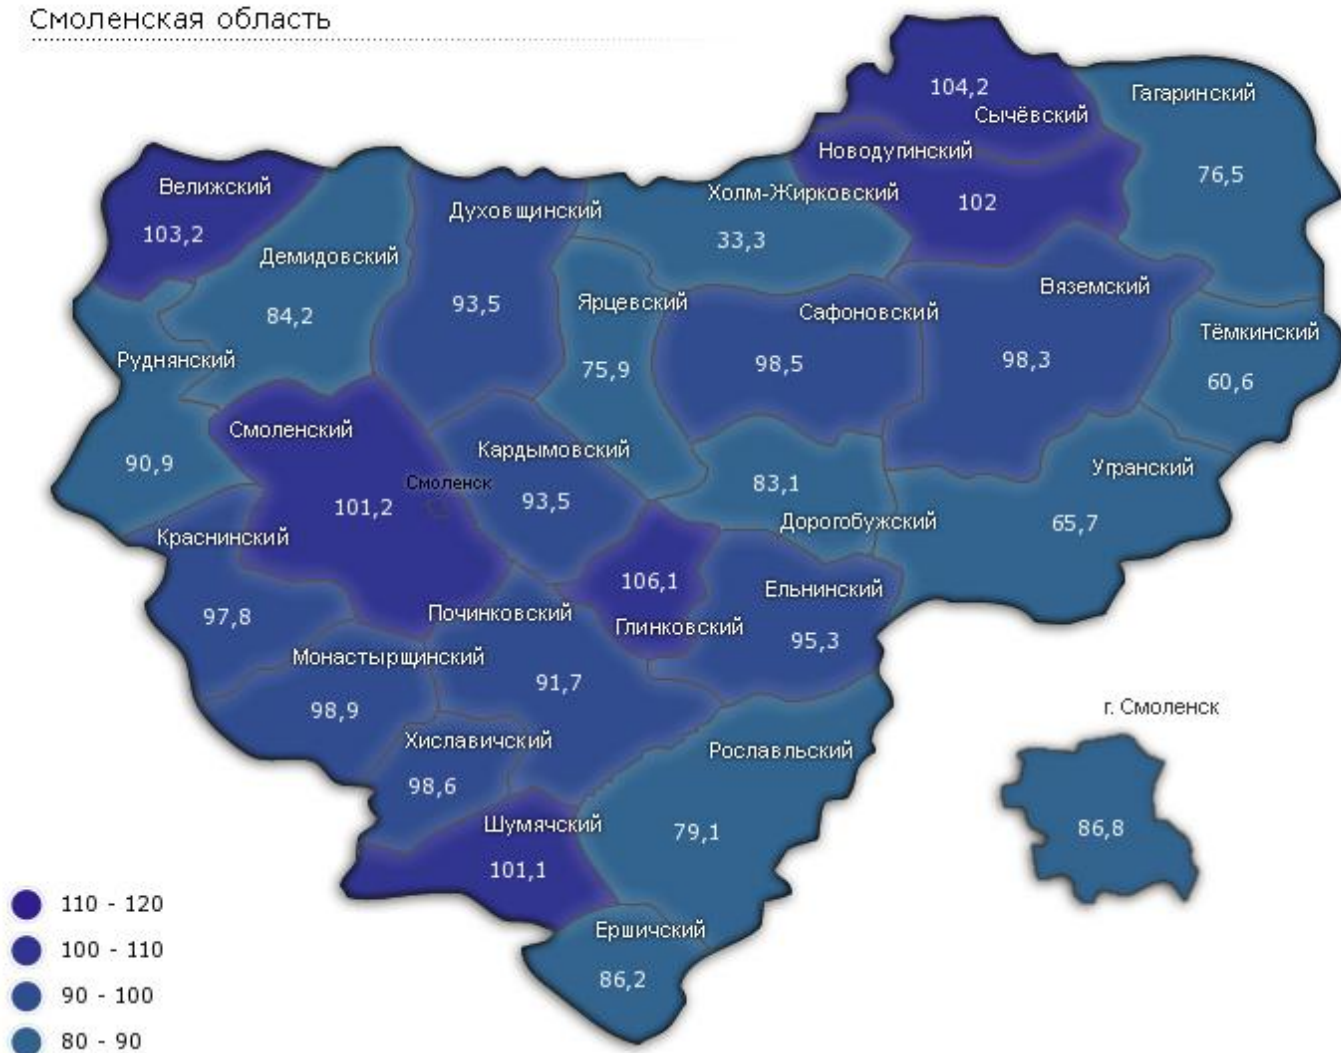 Смоленская область
104,2
Сычёвский
Гагаринский
76,5
Новодугинский
102
Велижский
103,2
Духовщинский
93,5
Холм-Жирковский
33,3
Демидовский
84,2
Ярцевский
75,9
Сафоновский
98,5
Вяземский
98,3
Тёмкинский
60,6
Руднянский
90,9
Смоленский
101,2
Смоленск
Кардымовский
93,5
83,1
Дорогобужский
Угранский
65,7
Краснинский
97,8
106,1
Глинковский
Ельнинский
95,3
Починковский
91,7
Монастырщинский
98,9
Хиславичский
98,6
Рославльский
79,1
г. Смоленск
86,8
Шумячский
101,1
Ершичский
86,2
110 - 120
100 - 110
90 - 100
80 - 90